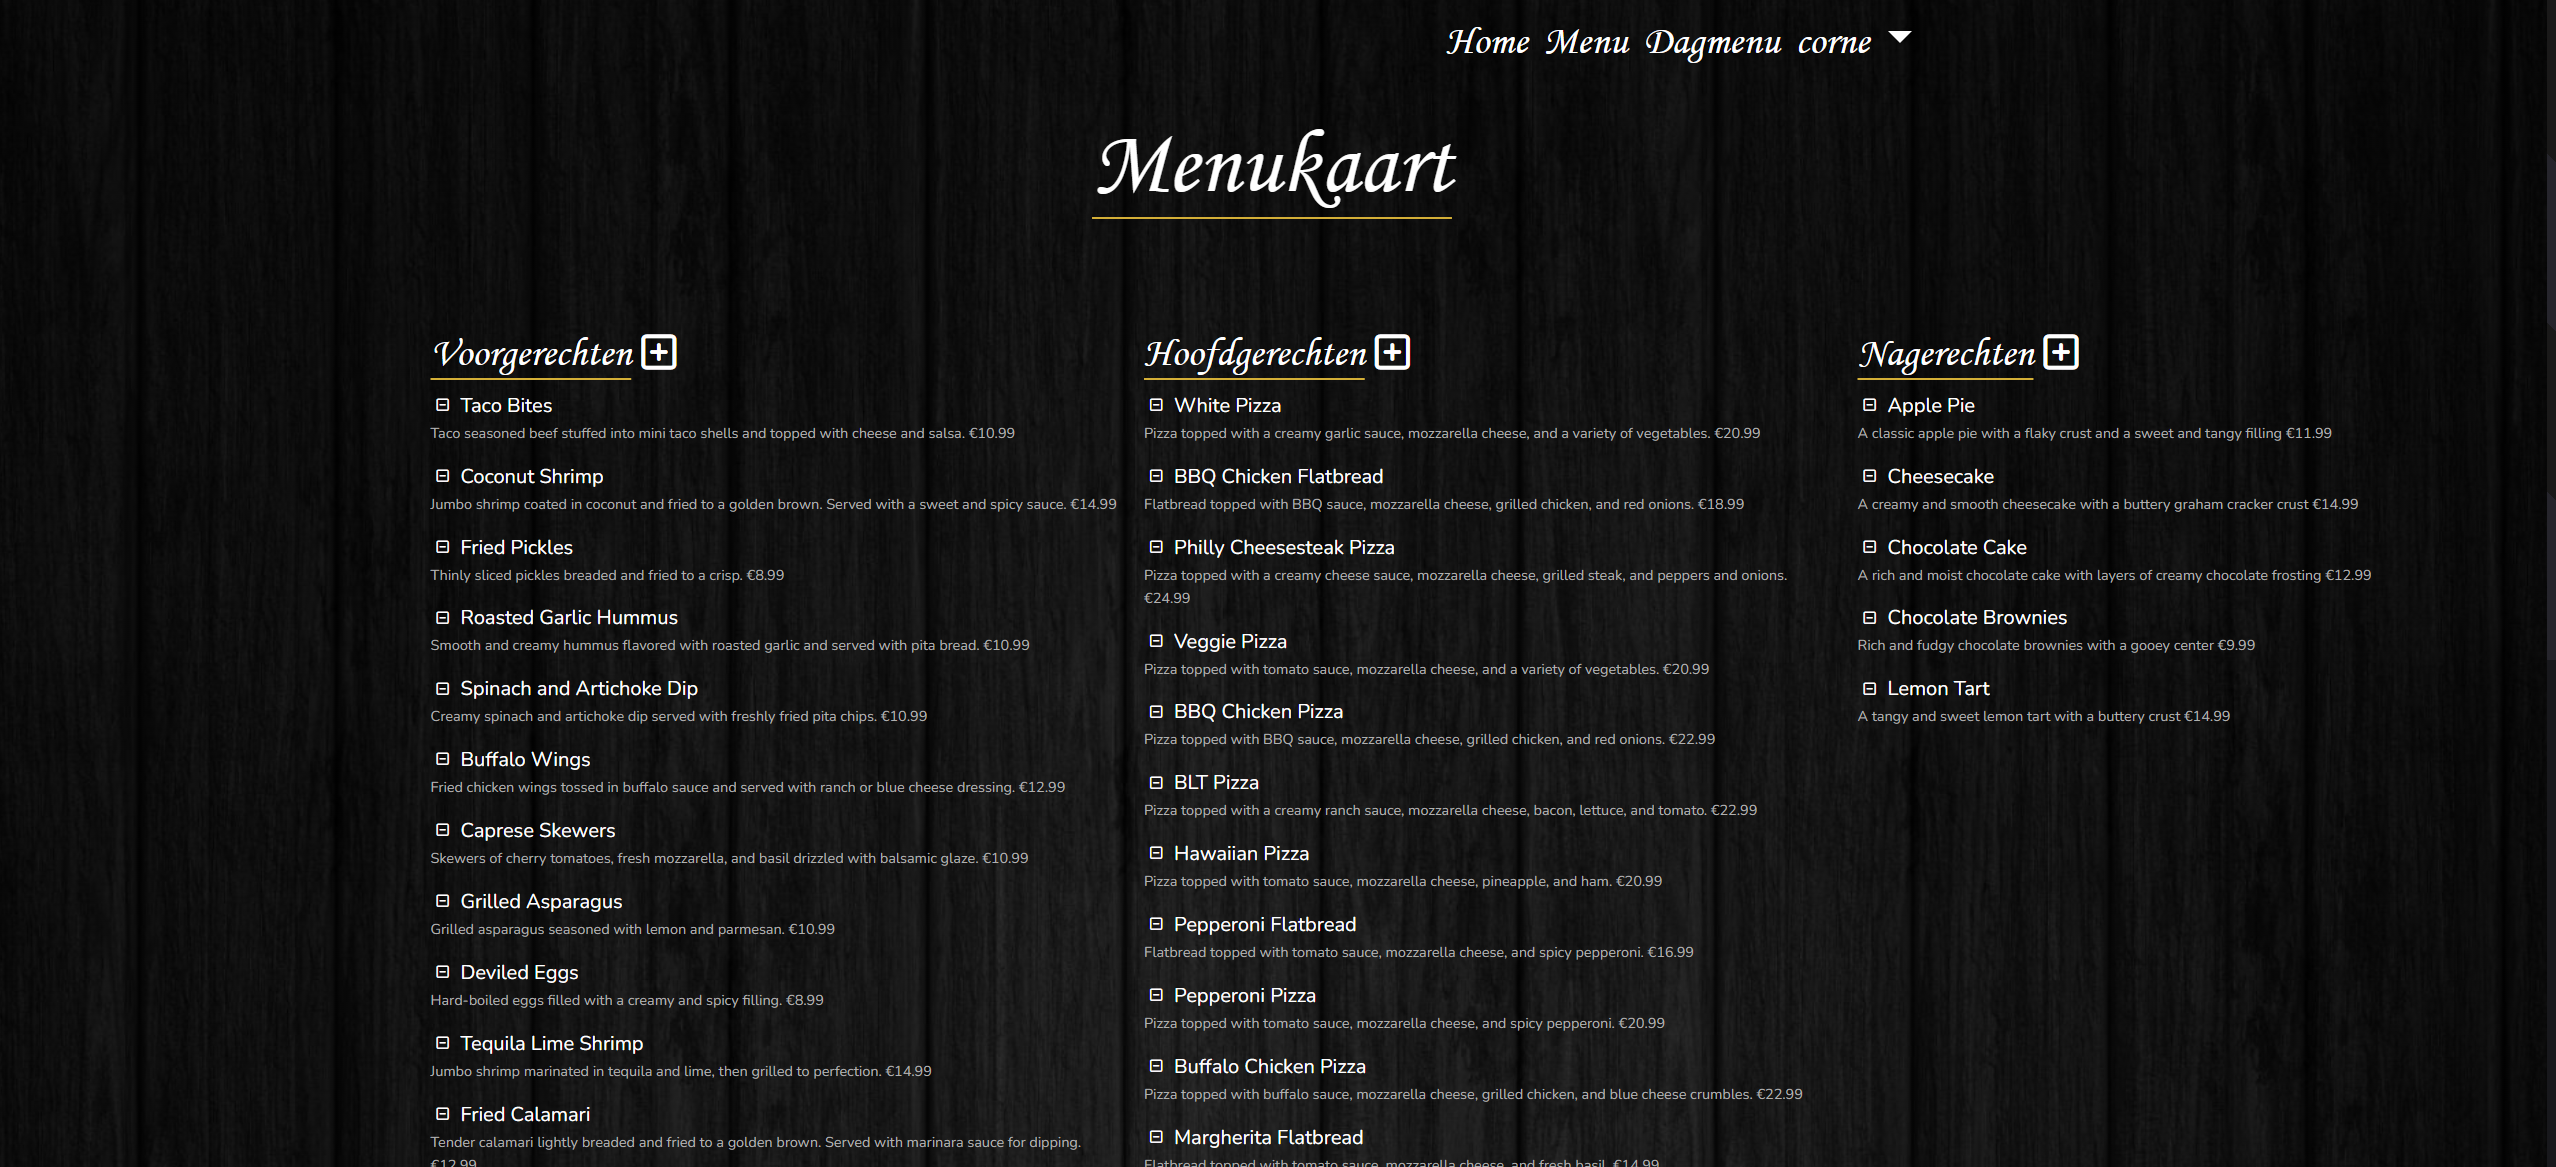 Home Menu Dagmenu corne
Menukaart
Voorgerechten
Taco Bites
Taco seasoned beef stuffed into mini taco shells and topped with cheese and salsa. €10.99
Coconut Shrimp
Jumbo shrimp coated in coconut and fried to a golden brown. Served with a sweet and spicy sauce. €14.99
Fried Pickles
Thinly sliced pickles breaded and fried to a crisp. €8.99
Roasted Garlic Hummus
Smooth and creamy hummus flavored with roasted garlic and served with pita bread. €10.99
Spinach and Artichoke Dip
Creamy spinach and artichoke dip served with freshly fried pita chips. €10.99
Buffalo Wings
Fried chicken wings tossed in buffalo sauce and served with ranch or blue cheese dressing. €12.99
Caprese Skewers
Skewers of cherry tomatoes, fresh mozzarella, and basil drizzled with balsamic glaze. €10.99
Grilled Asparagus
Grilled asparagus seasoned with lemon and parmesan. €10.99
Deviled Eggs
Hard-boiled eggs filled with a creamy and spicy filling. €8.99
Tequila Lime Shrimp
Jumbo shrimp marinated in tequila and lime, then grilled to perfection. €14.99
Fried Calamari
Tender calamari lightly breaded and fried to a golden brown. Served with marinara sauce for dipping.
€12.99
Hoofdgerechten
White Pizza
Pizza topped with a creamy garlic sauce, mozzarella cheese, and a variety of vegetables. €20.99
BBQ Chicken Flatbread
Flatbread topped with BBQ sauce, mozzarella cheese, grilled chicken, and red onions. €18.99
Philly Cheesesteak Pizza
Pizza topped with a creamy cheese sauce, mozzarella cheese, grilled steak, and peppers and onions.
€24.99
Veggie Pizza
Pizza topped with tomato sauce, mozzarella cheese, and a variety of vegetables. €20.99
BBQ Chicken Pizza
Pizza topped with BBQ sauce, mozzarella cheese, grilled chicken, and red onions. €22.99
BLT Pizza
Pizza topped with a creamy ranch sauce, mozzarella cheese, bacon, lettuce, and tomato. €22.99
Hawaiian Pizza
Pizza topped with tomato sauce, mozzarella cheese, pineapple, and ham. €20.99
Pepperoni Flatbread
Flatbread topped with tomato sauce, mozzarella cheese, and spicy pepperoni. €16.99
Pepperoni Pizza
Pizza topped with tomato sauce, mozzarella cheese, and spicy pepperoni. €20.99
Buffalo Chicken Pizza
Pizza topped with buffalo sauce, mozzarella cheese, grilled chicken, and blue cheese crumbles. €22.99
Margherita Flatbread
Flatbread topped with tomato sauce, mozzarella cheese, and fresh basil. €14.99
Nagerechten
Apple Pie
A classic apple pie with a flaky crust and a sweet and tangy filling €11.99
Cheesecake
A creamy and smooth cheesecake with a buttery graham cracker crust €14.99
Chocolate Cake
A rich and moist chocolate cake with layers of creamy chocolate frosting €12.99
Chocolate Brownies
Rich and fudgy chocolate brownies with a gooey center €9.99
Lemon Tart
A tangy and sweet lemon tart with a buttery crust €14.99